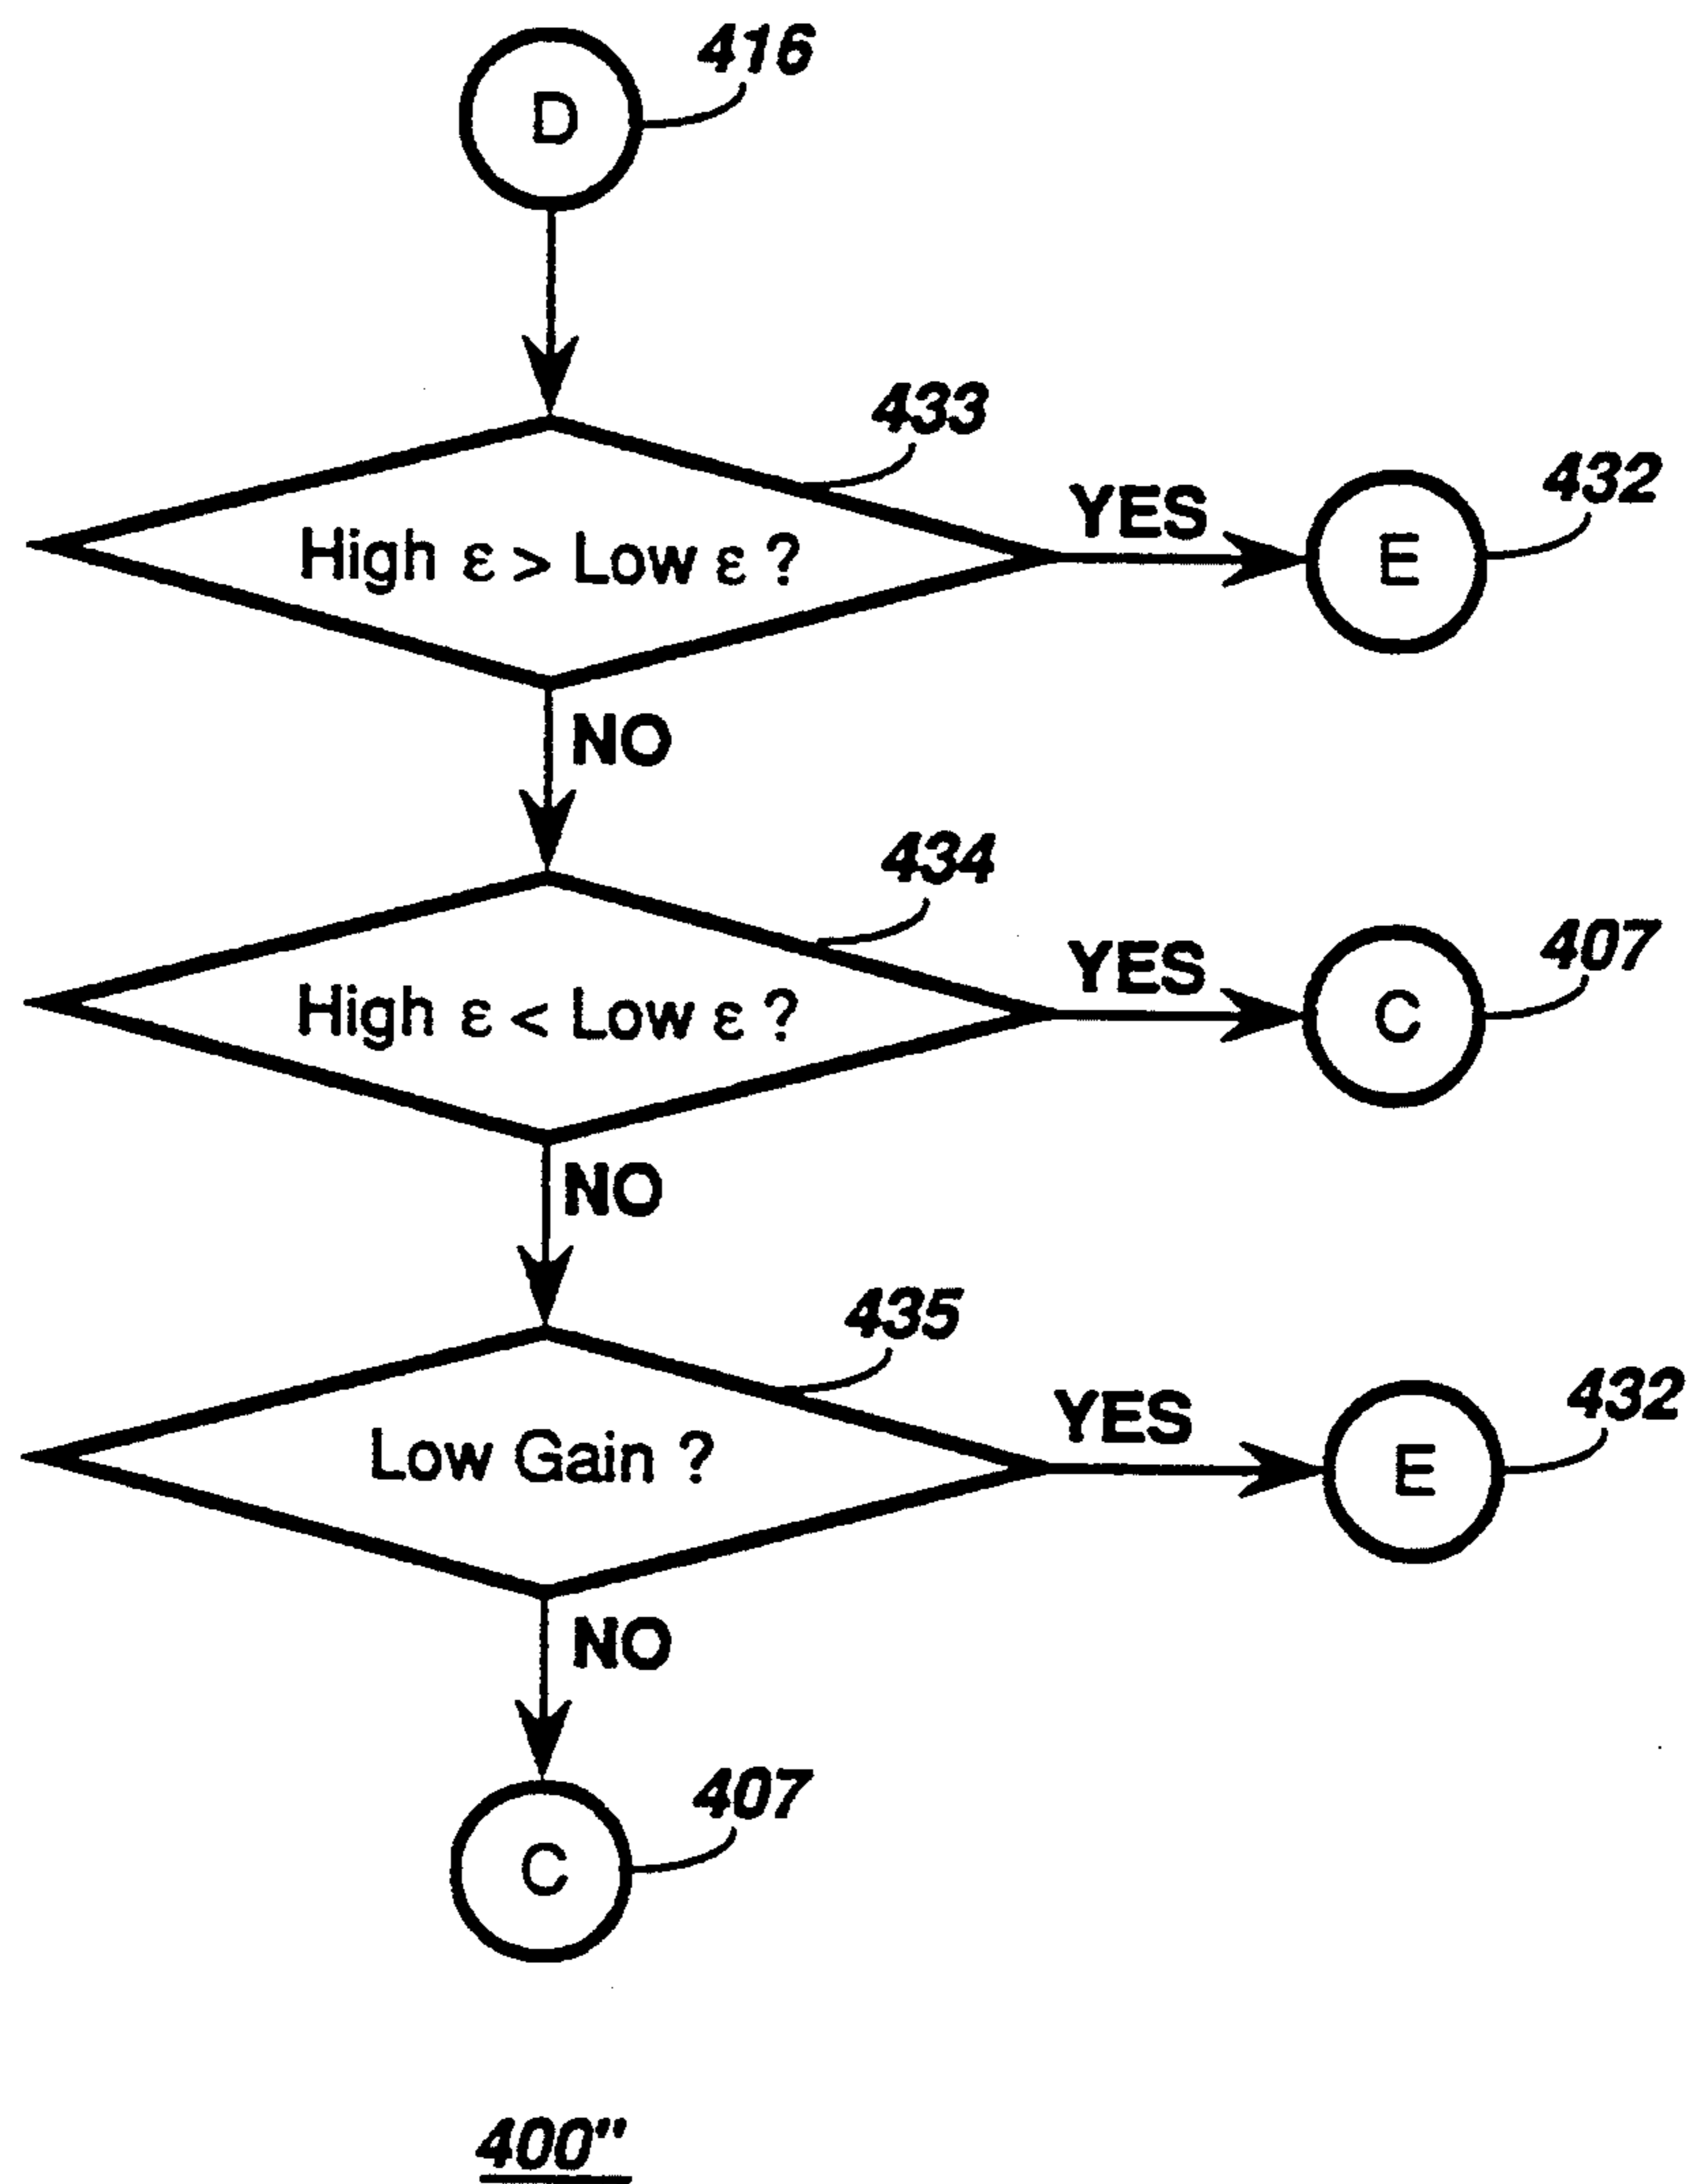 416
D
433
432
High ε > Low ε ?
YES
E
NO
434
407
High ε < Low ε ?
YES
C
NO
435
432
Low Gain ?
YES
E
NO
407
C
400"